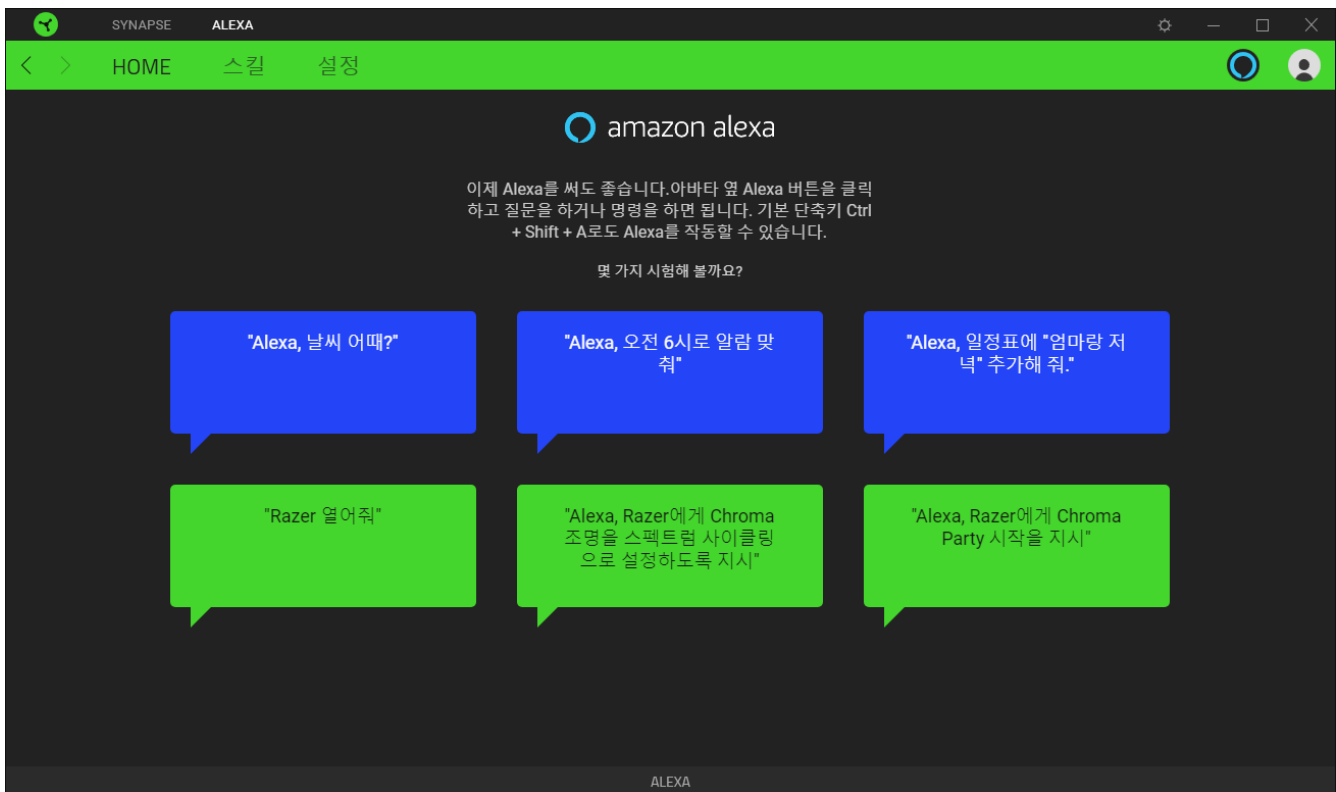 SYNAPSE ALEXA
HOME 스킬 설정
amazon alexa
이제 Alexa를 써도 좋습니다.아바타 옆 Alexa 버튼을 클릭
하고 질문을 하거나 명령을 하면 됩니다. 기본 단축키 Ctrl
+ Shift + A로도 Alexa를 작동할 수 있습니다.
몇 가지 시험해 볼까요?
"Alexa, 날씨 어때?"
"Alexa, 오전 6시로 알람 맞
춰"
"Alexa, 일정표에 "엄마랑 저
녁" 추가해 줘."
"Razer 열어줘"
"Alexa, Razer에게 Chroma
조명을 스펙트럼 사이클링
으로 설정하도록 지시"
"Alexa, Razer에게 Chroma
Party 시작을 지시"
ALEXA